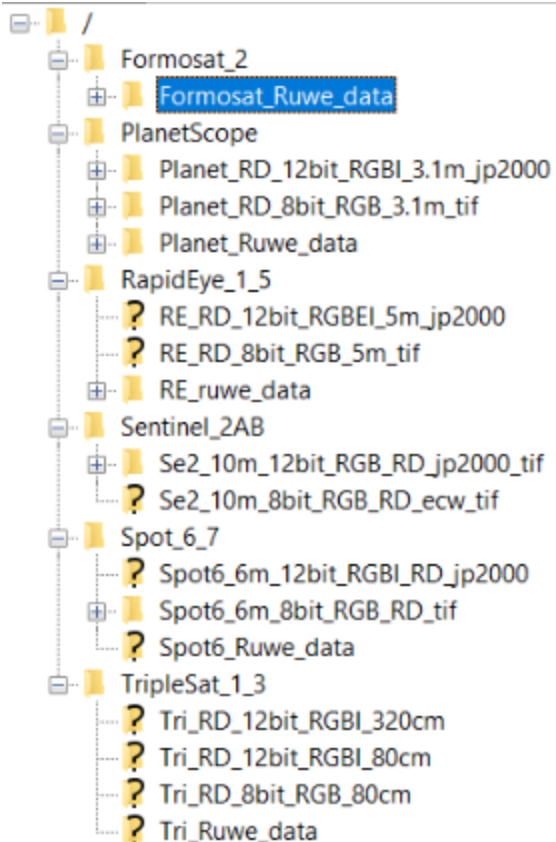 /
Formosat_2
Formosat_Ruwe_data
PlanetScope
Planet_RD_12bit_RGBI_3.1m_jp2000
Planet_RD_8bit_RGB_3.1m_tif
Planet_Ruwe_data
RapidEye_1_5
RE_RD_12bit_RGBEI_5m_jp2000
RE_RD_8bit_RGB_5m_tif
RE_ruwe_data
Sentinel_2AB
Se2_10m_12bit_RGB_RD_jp2000_tif
Se2_10m_8bit_RGB_RD_ecw_tif
Spot_6_7
Spot6_6m_12bit_RGBI_RD_jp2000
Spot6_6m_8bit_RGB_RD_tif
Spot6_Ruwe_data
TripleSat_1_3
Tri_RD_12bit_RGBI_320cm
Tri_RD_12bit_RGBI_80cm
Tri_RD_8bit_RGB_80cm
Tri_Ruwe_data